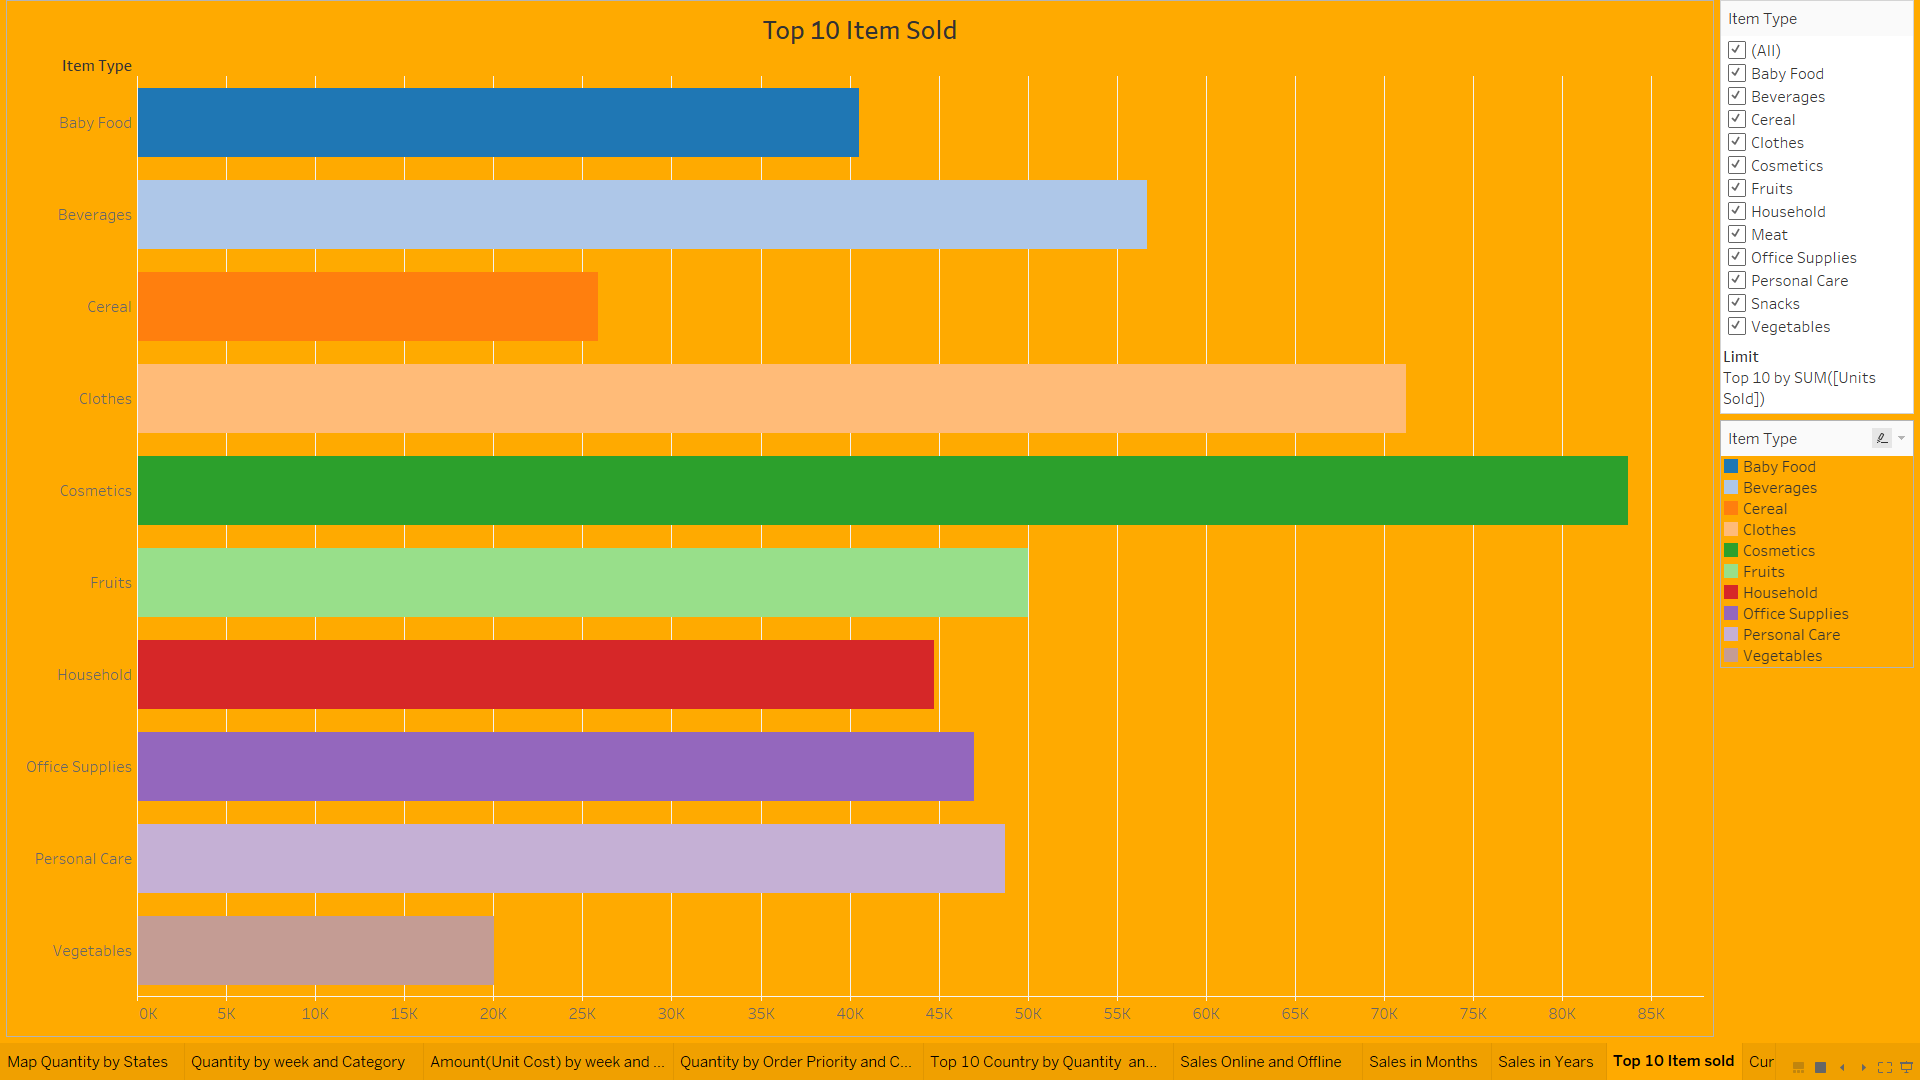 Top 10 Item Sold
Item Type
Baby Food
Beverages
Cereal
Clothes
Cosmetics
Fruits
Household
Office Supplies
Personal Care
Vegetables
0K 5K 10K 15K 20K 25K 30K 35K 40K 45K 50K 55K 60K 65K 70K 75K 80K 85K
Item Type
(All)
Baby Food
Beverages
Cereal
Clothes
Cosmetics
Fruits
Household
Meat
Office Supplies
Personal Care
Snacks
Vegetables
Limit
Top 10 by SUM([Units
Sold])
Item Type
Baby Food
Beverages
Cereal
Clothes
Cosmetics
Fruits
Household
Office Supplies
Personal Care
Vegetables
Map Quantity by States Quantity by week and Category Amount(Unit Cost) by week and ... Quantity by Order Priority and C... Top 10 Country by Quantity an... Sales Online and Offline Sales in Months Sales in Years Top 10 Item sold Cur